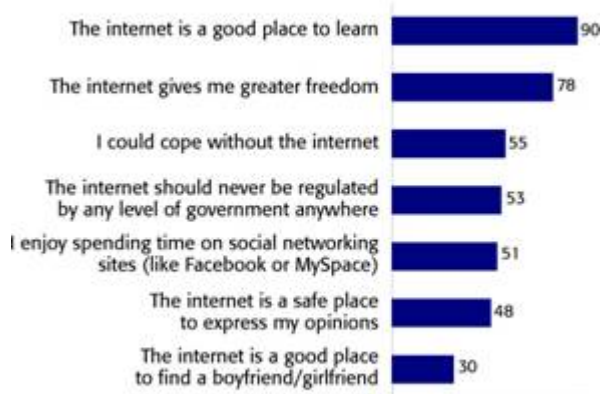 The internet is a good place to learn 90
The internet gives me greater freedom 78
I could cope without the internet 55
The internet should never be regulated
by any level of government anywhere 53
I enjoy spending time on social networking
sites (like Facebook or MySpace) 51
The internet is a safe place
to express my opinions 48
The internet is a good place
to find a boyfriend/girlfriend 30